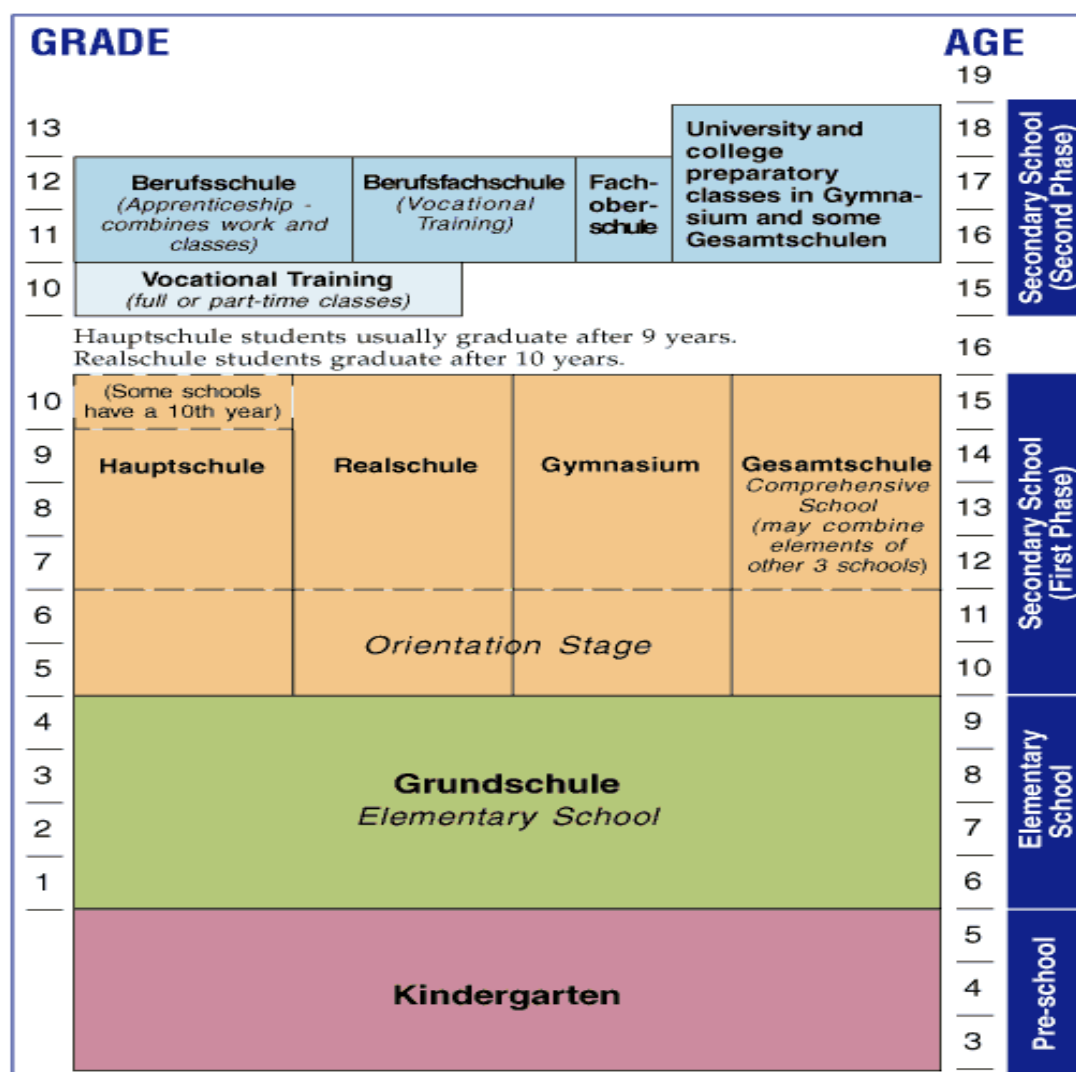 GRADE
AGE
19
13
18
12
17
11
16
10
15
University and
college
preparatory
classes in Gymna-
sium and some
Gesamtschulen
Berufsschule
(Apprenticeship -
combines work and
classes)
Berufsfachschule
(Vocational
Training)
Fach-
ober-
schule
Vocational Training
(full or part-time classes)
Secondary School
(Second Phase)
Hauptschule students usually graduate after 9 years.
Realschule students graduate after 10 years.
16
10
15
9
14
8
13
7
12
6
11
5
10
(Some schools
have a 10th year)
Hauptschule
Realschule
Gymnasium
Gesamtschule
Comprehensive
School
(may combine
elements of
other 3 schools)
Orientation Stage
Secondary School
(First Phase)
4
9
3
8
2
7
1
6
Grundschule
Elementary School
Elementary
School
5
4
3
Kindergarten
Pre-school